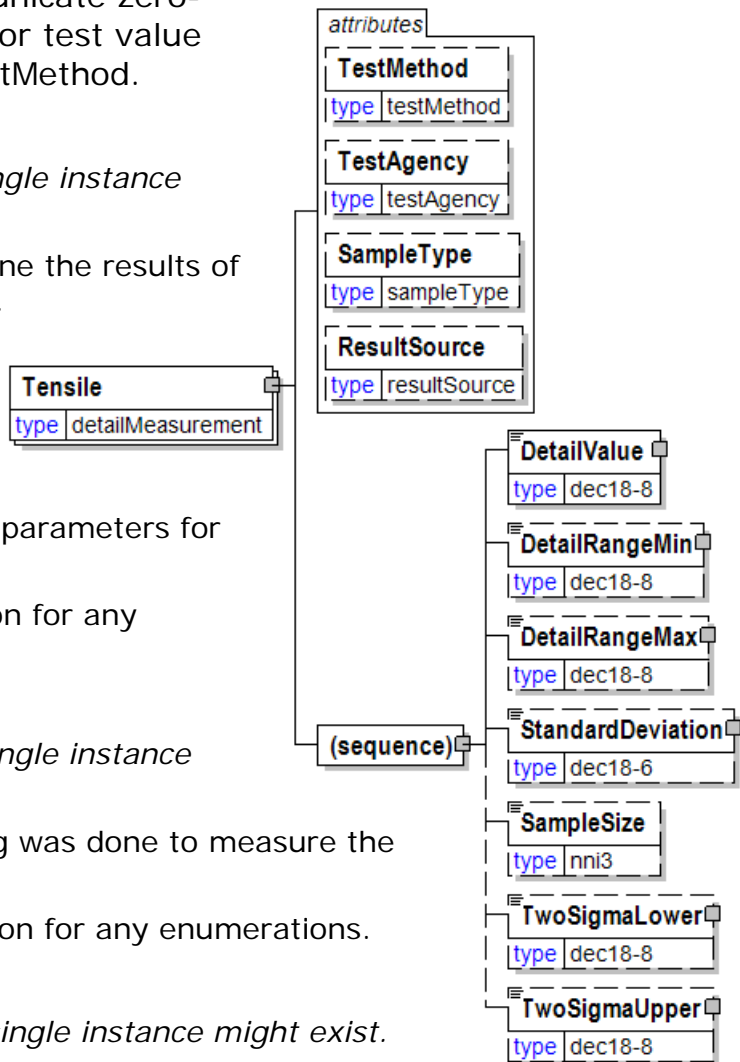 or test value
tMethod.
ngle instance
ne the results of
parameters for
on for any
ngle instance
g was done to measure the
on for any enumerations.
single instance might exist.
attributes
TestMethod
type testMethod
TestAgency
type testAgency
SampleType
type sampleType
ResultSource
type resultSource
Tensile
type detailMeasurement
(sequence)
DetailValue
type dec18-8
DetailRangeMin
type dec18-8
DetailRangeMax
type dec18-8
StandardDeviation
type dec18-6
SampleSize
type nni3
TwoSigmaLower
type dec18-8
TwoSigmaUpper
type dec18-8